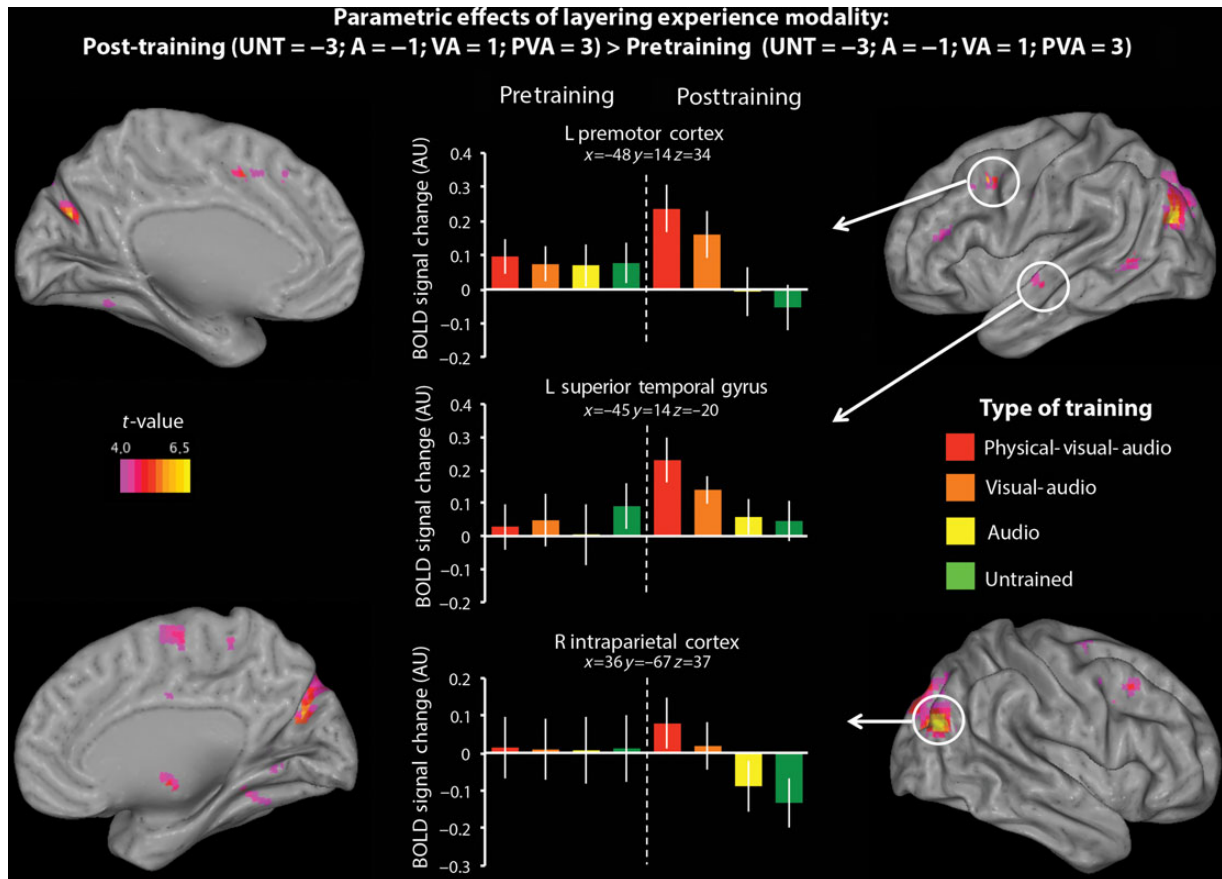 Parametric effects of layering experience modality:
Post-training (UNT = −3; A = −1; VA = 1; PVA = 3) > Pretraining (UNT = −3; A = −1; VA = 1; PVA = 3)
Pretraining
Posttraining
L premotor cortex
x=−48 y=14 z=34
BOLD signal change (AU)
0.4
0.3
0.2
0.1
0
−0.1
−0.2
L superior temporal gyrus
x=−45 y=14 z=−20
BOLD signal change (AU)
0.4
0.3
0.2
0.1
0
−0.1
−0.2
t-value
4.0 6.5
Type of training
Physical-visual-audio
Visual-audio
Audio
Untrained
R intraparietal cortex
x=36 y=−67 z=37
BOLD signal change (AU)
0.3
0.2
0.1
0
−0.1
−0.2
−0.3